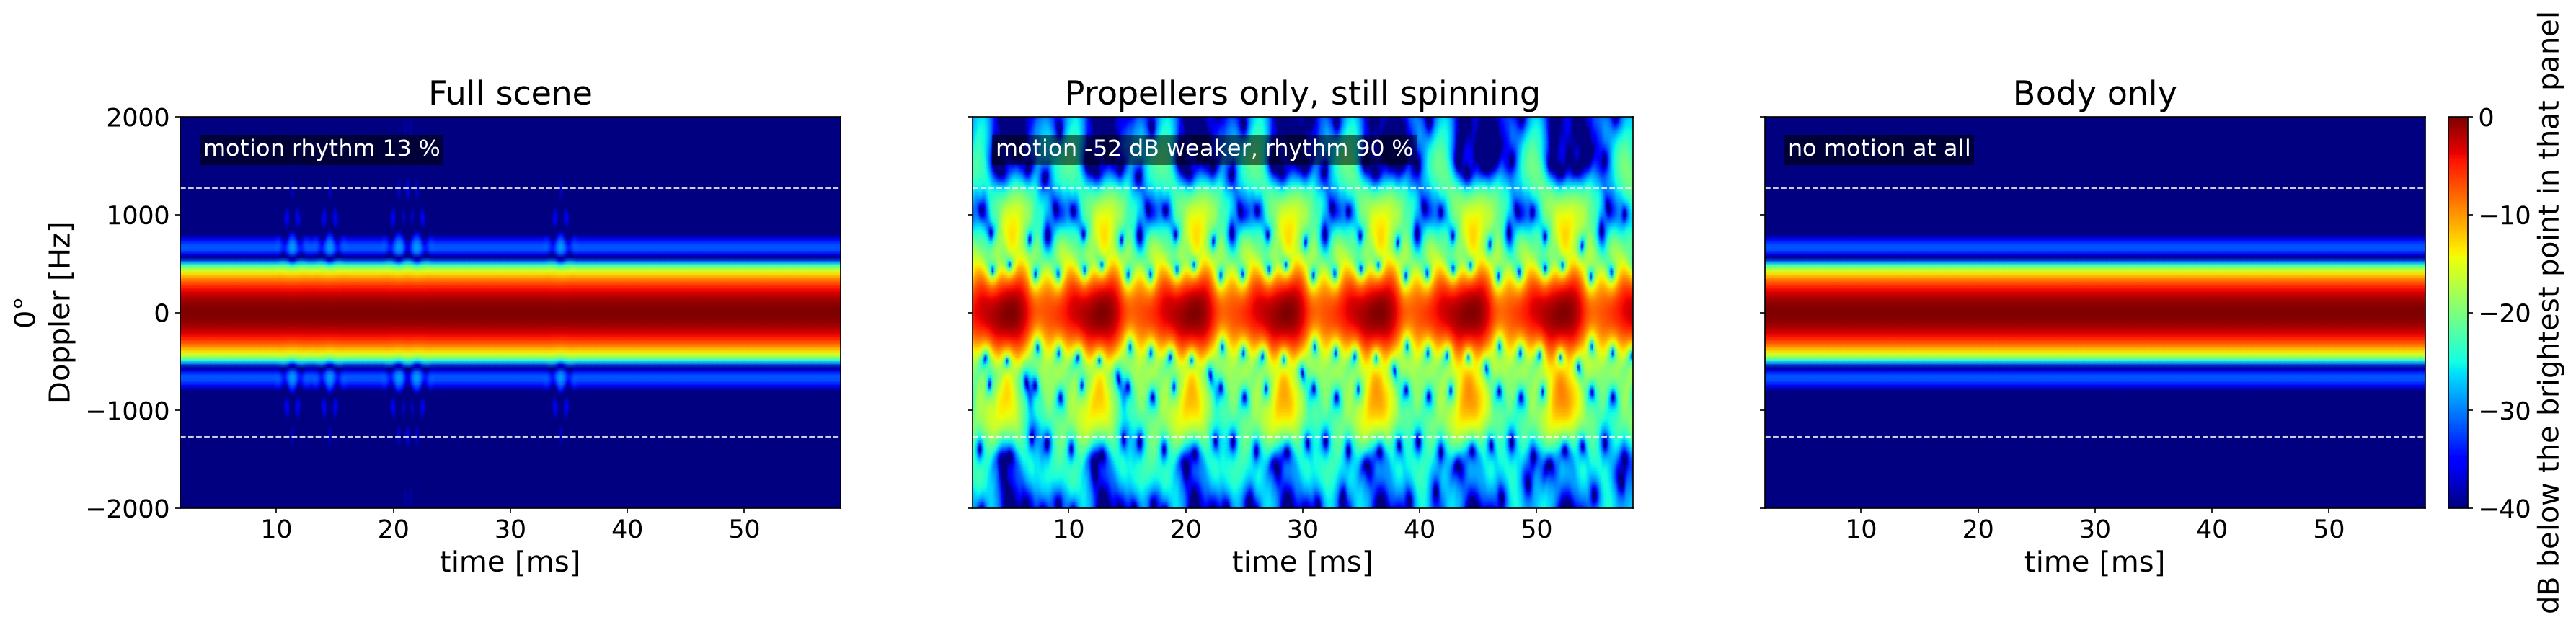 Full scene
Propellers only, still spinning
Body only
motion rhythm 13 %
motion -52 dB weaker, rhythm 90 %
no motion at all
0°
Doppler [Hz]
2000
1000
0
−1000
−2000
10 20 30 40 50
time [ms]
10 20 30 40 50
time [ms]
10 20 30 40 50
time [ms]
0
−10
−20
−30
−40
dB below the brightest point in that panel